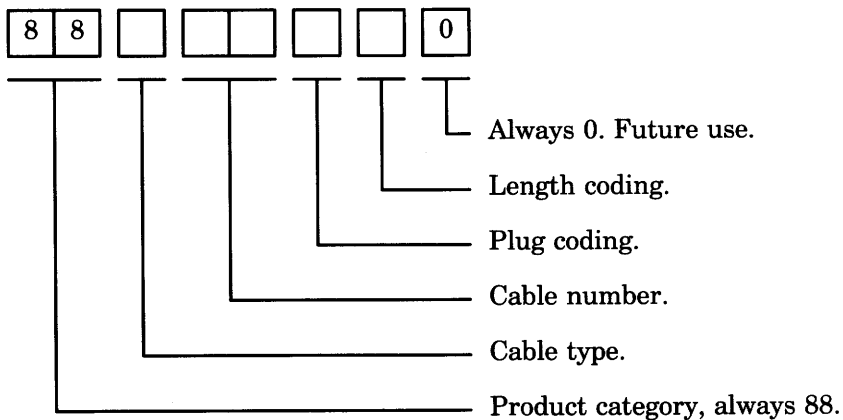 8 8 0
Always 0. Future use.
Length coding.
Plug coding.
Cable number.
Cable type.
Product category, always 88.